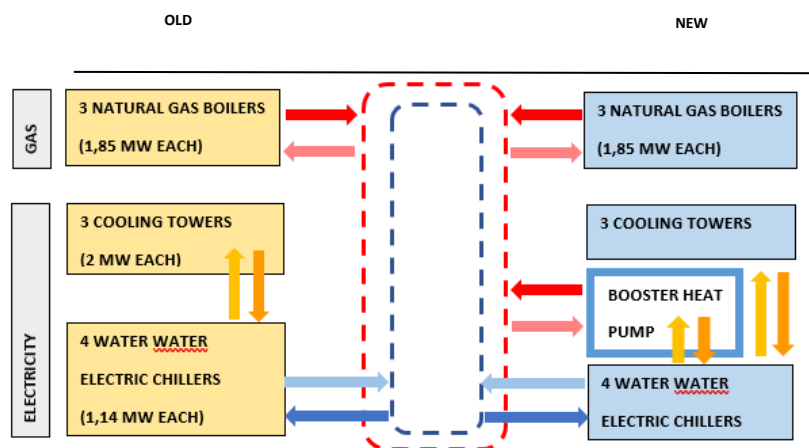 OLD
NEW
GAS
3 NATURAL GAS BOILERS
(1,85 MW EACH)
3 NATURAL GAS BOILERS
(1,85 MW EACH)
ELECTRICITY
3 COOLING TOWERS
(2 MW EACH)
3 COOLING TOWERS
BOOSTER HEAT
PUMP
4 WATER WATER
ELECTRIC CHILLERS
(1,14 MW EACH)
4 WATER WATER
ELECTRIC CHILLERS